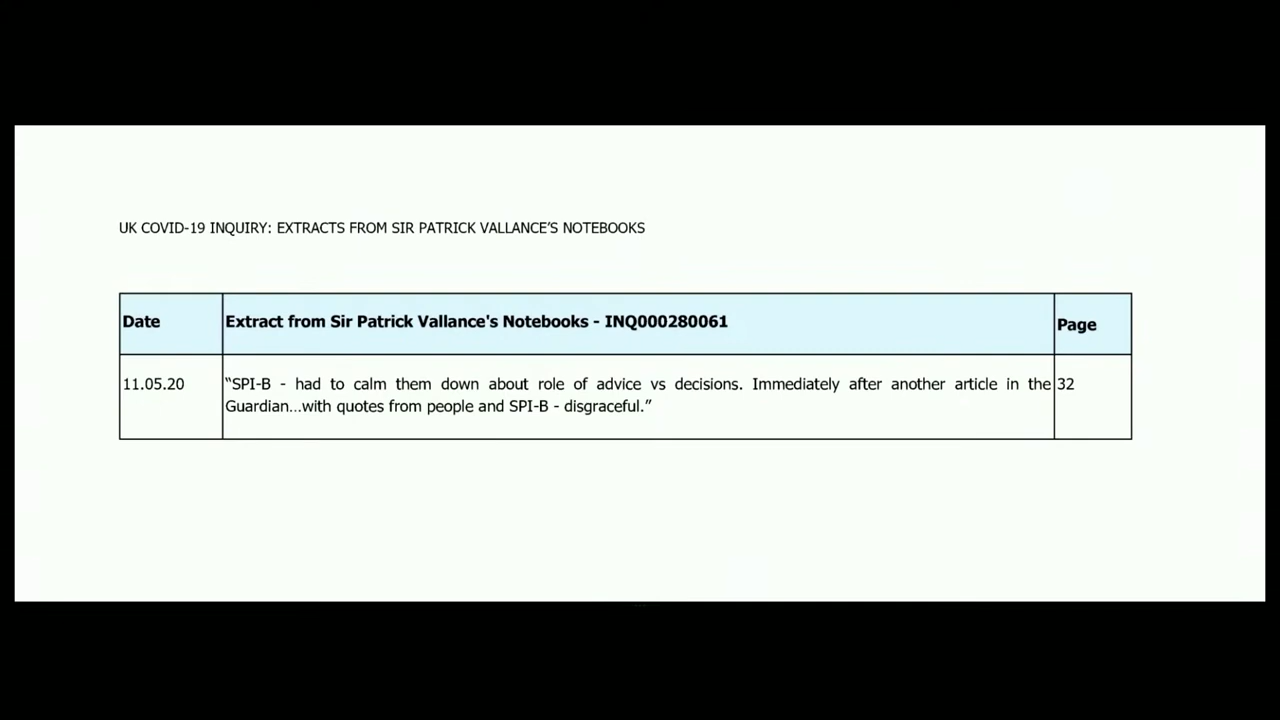 UK COVID-19 INQUIRY: EXTRACTS FROM SIR PATRICK VALLANCE'S NOTEBOOKS
Date Extract from Sir Patrick Vallance's Notebooks - INQ000280061 Page
11.05.20 “SPI-B - had to calm them down about role of advice vs decisions. Immediately after another article in the 32
Guardian…with quotes from people and SPI-B - disgraceful.”